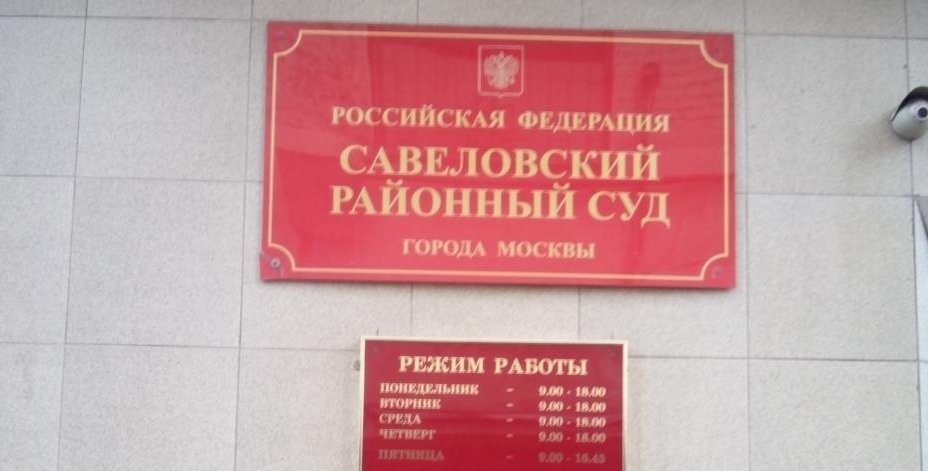 РОССИЙСКАЯ ФЕДЕРАЦИЯ
САВЕЛОВСКИЙ
РАЙОННЫЙ СУД
ГОРОДА МОСКВЫ
РЕЖИМ РАБОТЫ
ПОНЕДЕЛЬНИК - 9.00 - 18.00
ВТОРНИК - 9.00 - 18.00
СРЕДА - 9.00 - 18.00
ЧЕТВЕРГ - 9.00 - 18.00
ПЯТНИЦА - 9.00 - 16.45